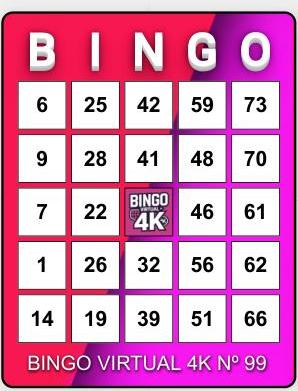 B I N G O
6 25 42 59 73
9 28 41 48 70
7 22 BINGO VIRTUAL 4K 46 61
1 26 32 56 62
14 19 39 51 66
BINGO VIRTUAL 4K Nº 99